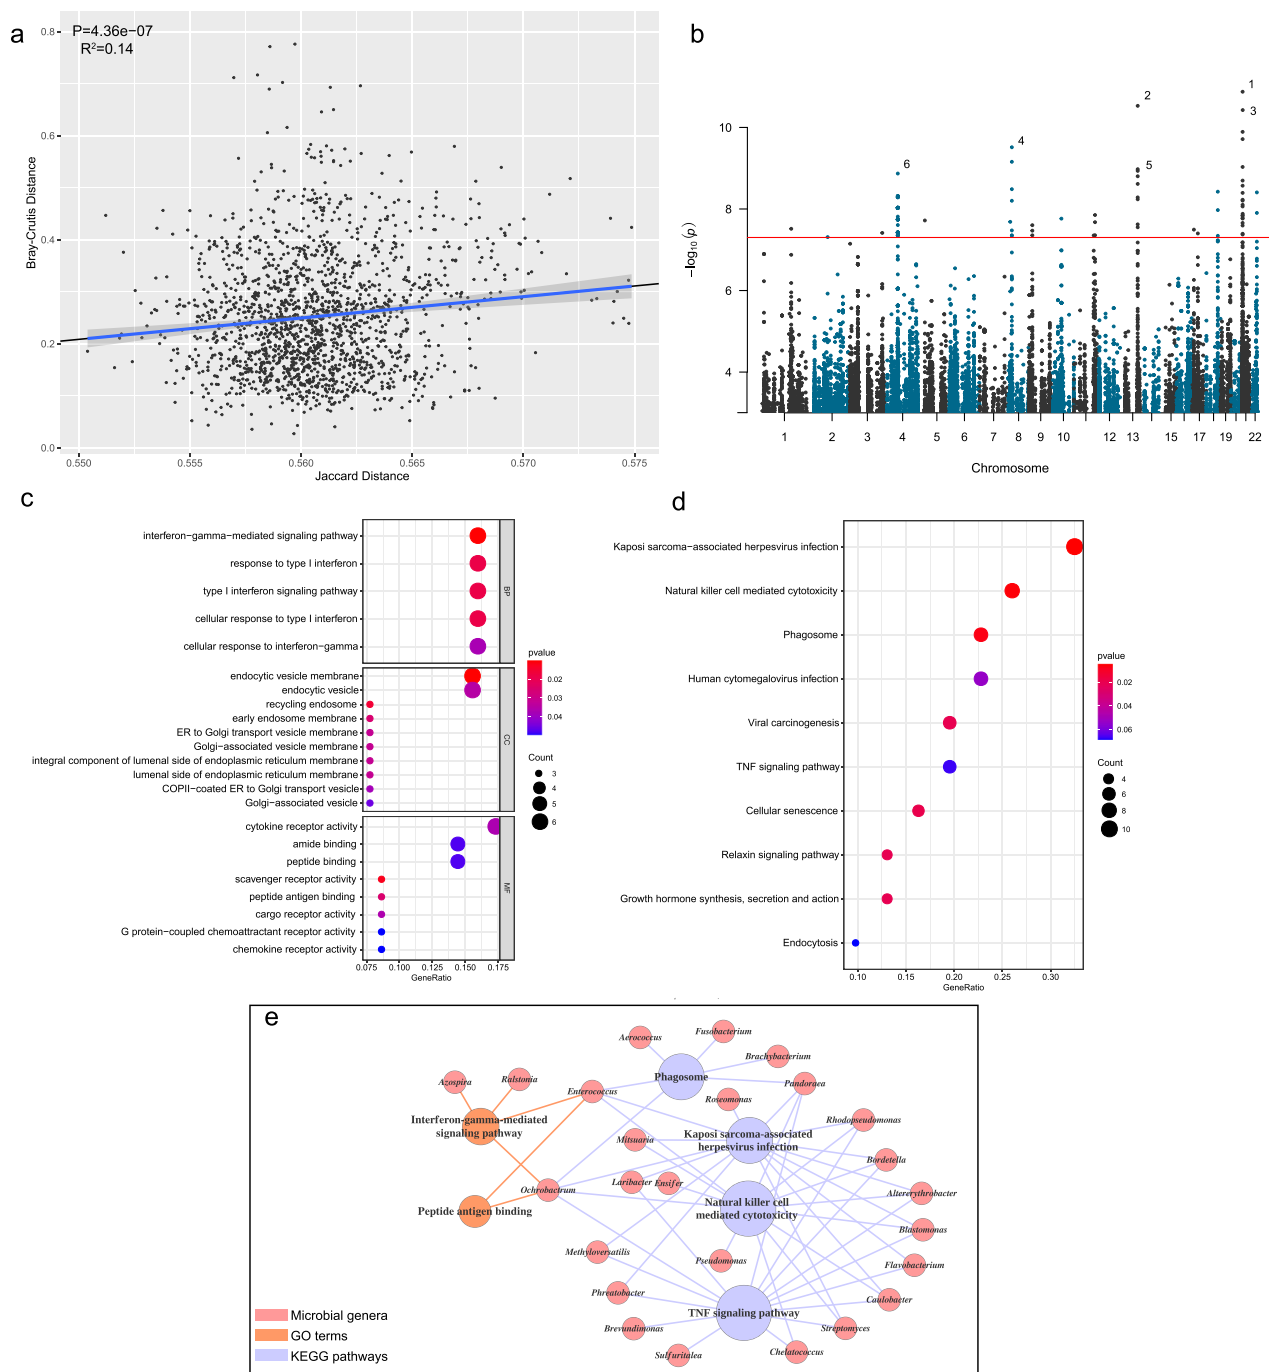 a
P=4.36e−07
R²=0.14
Bray-Crutis Distance
0.8
0.6
0.4
0.2
0.0
0.550
0.555
0.560
0.565
0.570
0.575
Jaccard Distance
b
−log10(p)
10
8
6
4
1
2
3
4
5
6
1
2
3
4
5
6
7
8
9
10
12
13
15
17
19
22
Chromosome
c
interferon−gamma−mediated signaling pathway
response to type I interferon
type I interferon signaling pathway
cellular response to type I interferon
cellular response to interferon−gamma
BP
endocytic vesicle membrane
endocytic vesicle
recycling endosome
early endosome membrane
ER to Golgi transport vesicle membrane
Golgi−associated vesicle membrane
integral component of lumenal side of endoplasmic reticulum membrane
lumenal side of endoplasmic reticulum membrane
COPII−coated ER to Golgi transport vesicle
Golgi−associated vesicle
CC
cytokine receptor activity
amide binding
peptide binding
scavenger receptor activity
peptide antigen binding
cargo receptor activity
G protein−coupled chemoattractant receptor activity
chemokine receptor activity
MF
0.075
0.100
0.125
0.150
0.175
GeneRatio
pvalue
0.02
0.03
0.04
Count
3
4
5
6
d
Kaposi sarcoma−associated herpesvirus infection
Natural killer cell mediated cytotoxicity
Phagosome
Human cytomegalovirus infection
Viral carcinogenesis
TNF signaling pathway
Cellular senescence
Relaxin signaling pathway
Growth hormone synthesis, secretion and action
Endocytosis
0.10
0.15
0.20
0.25
0.30
GeneRatio
pvalue
0.02
0.04
0.06
Count
4
6
8
10
e
Aerococcus
Fusobacterium
Brachybacterium
Azospira
Ralstonia
Enterococcus
Phagosome
Pandoraea
Roseomonas
Interferon-gamma-mediated
signaling pathway
Rhodopseudomonas
Mitsuaria
Kaposi sarcoma-associated
herpesvirus infection
Bordetella
Ochrobactrum
Laribacter
Ensifer
Altererythrobacter
Peptide antigen binding
Natural killer cell
mediated cytotoxicity
Blastomonas
Methyloversatilis
Pseudomonas
Flavobacterium
Phreatobacter
Caulobacter
TNF signaling pathway
Brevundimonas
Streptomyces
Sulfuritalea
Chelatococcus
Microbial genera
GO terms
KEGG pathways